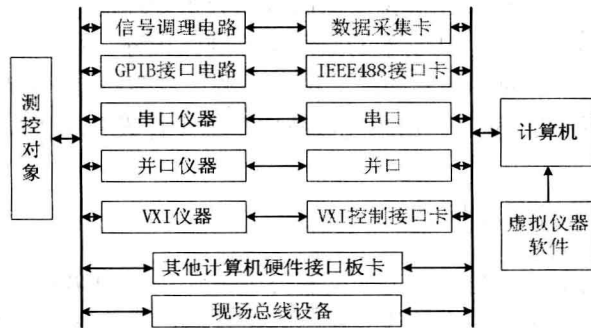 信号调理电路
数据采集卡
GPIB接口电路
IEEE488接口卡
测控对象
串口仪器
串口
计算机
并口仪器
并口
VXI仪器
VXI控制接口卡
虚拟仪器
软件
其他计算机硬件接口板卡
现场总线设备